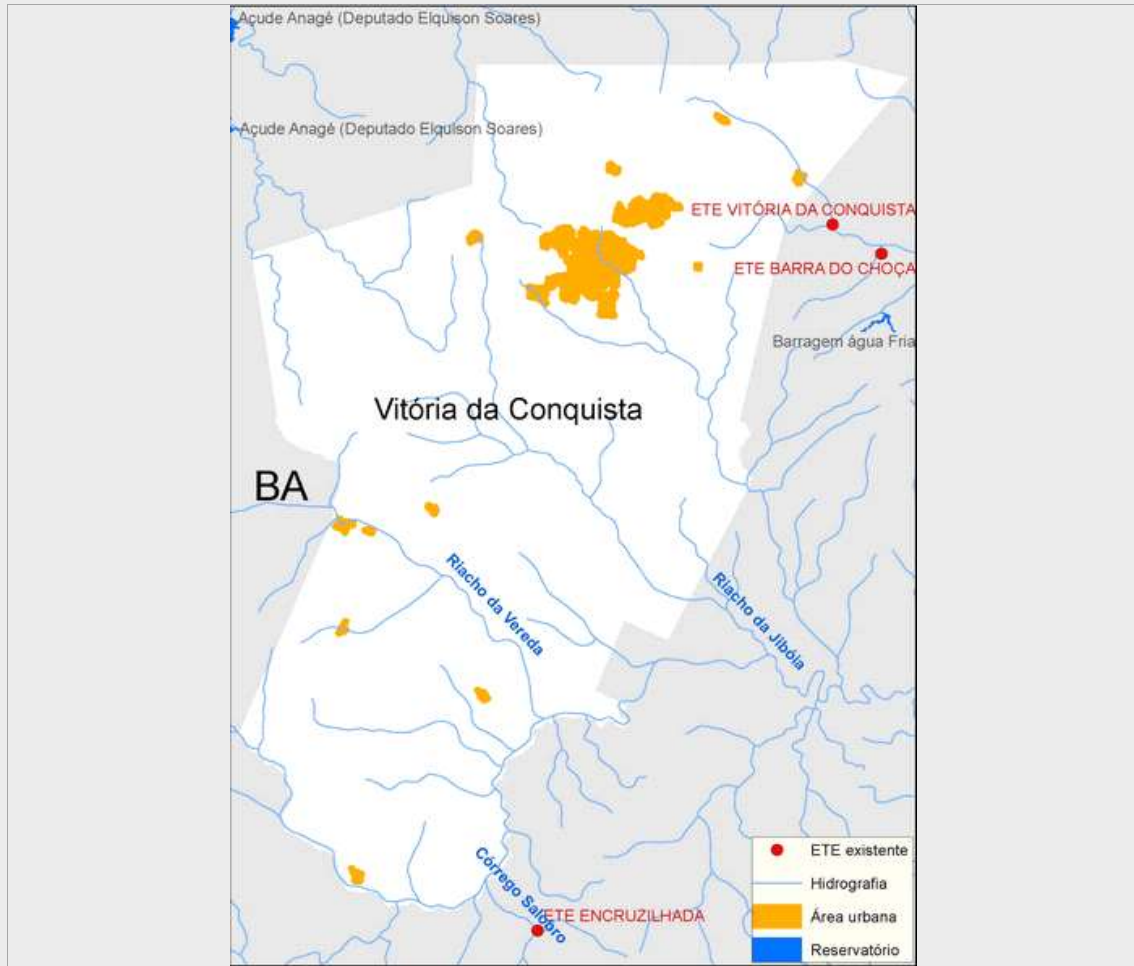 Açude Anagé (Deputado Elquison Soares)
Açude Anagé (Deputado Elquison Soares)
ETE VITÓRIA DA CONQUISTA
ETE BARRA DO CHOÇA
Barragem água Fria
Vitória da Conquista
BA
Riacho da Vereda
Riacho da Jibóia
Córrego Salobro
ETE ENCRUZILHADA
ETE existente
Hidrografia
Área urbana
Reservatório